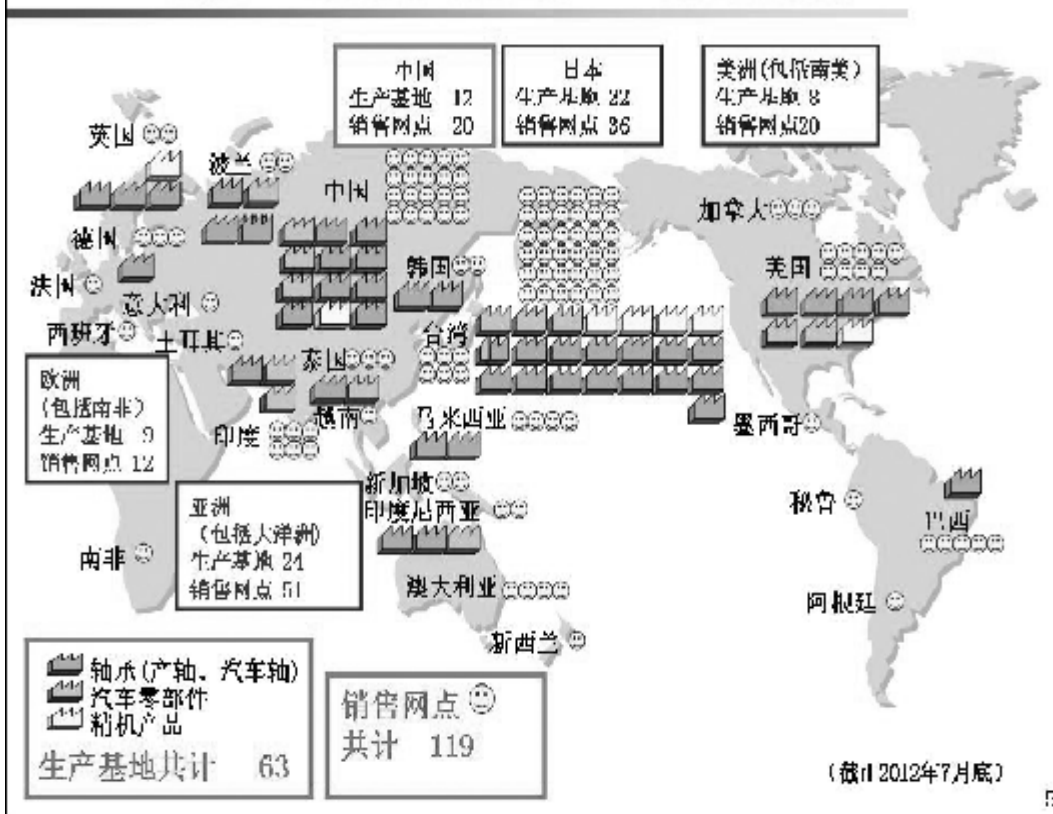 中国
生产基地 12
销售网点 20
日本
生产基地 22
销售网点 36
美洲(包括南美)
生产基地 8
销售网点20
英国
波兰
中国
加拿大
德国
韩国
美国
法国
意大利
西班牙
土耳其
台湾
泰国
欧洲
(包括南非)
生产基地 9
销售网点 12
印度
越南
马来西亚
墨西哥
新加坡
印度尼西亚
秘鲁
巴西
亚洲
(包括大洋洲)
生产基地 24
销售网点 51
南非
澳大利亚
阿根廷
新西兰
轴承(产轴、汽车轴)
汽车零部件
精机产品
生产基地共计 63
销售网点
共计 119
(截止2012年7月底)